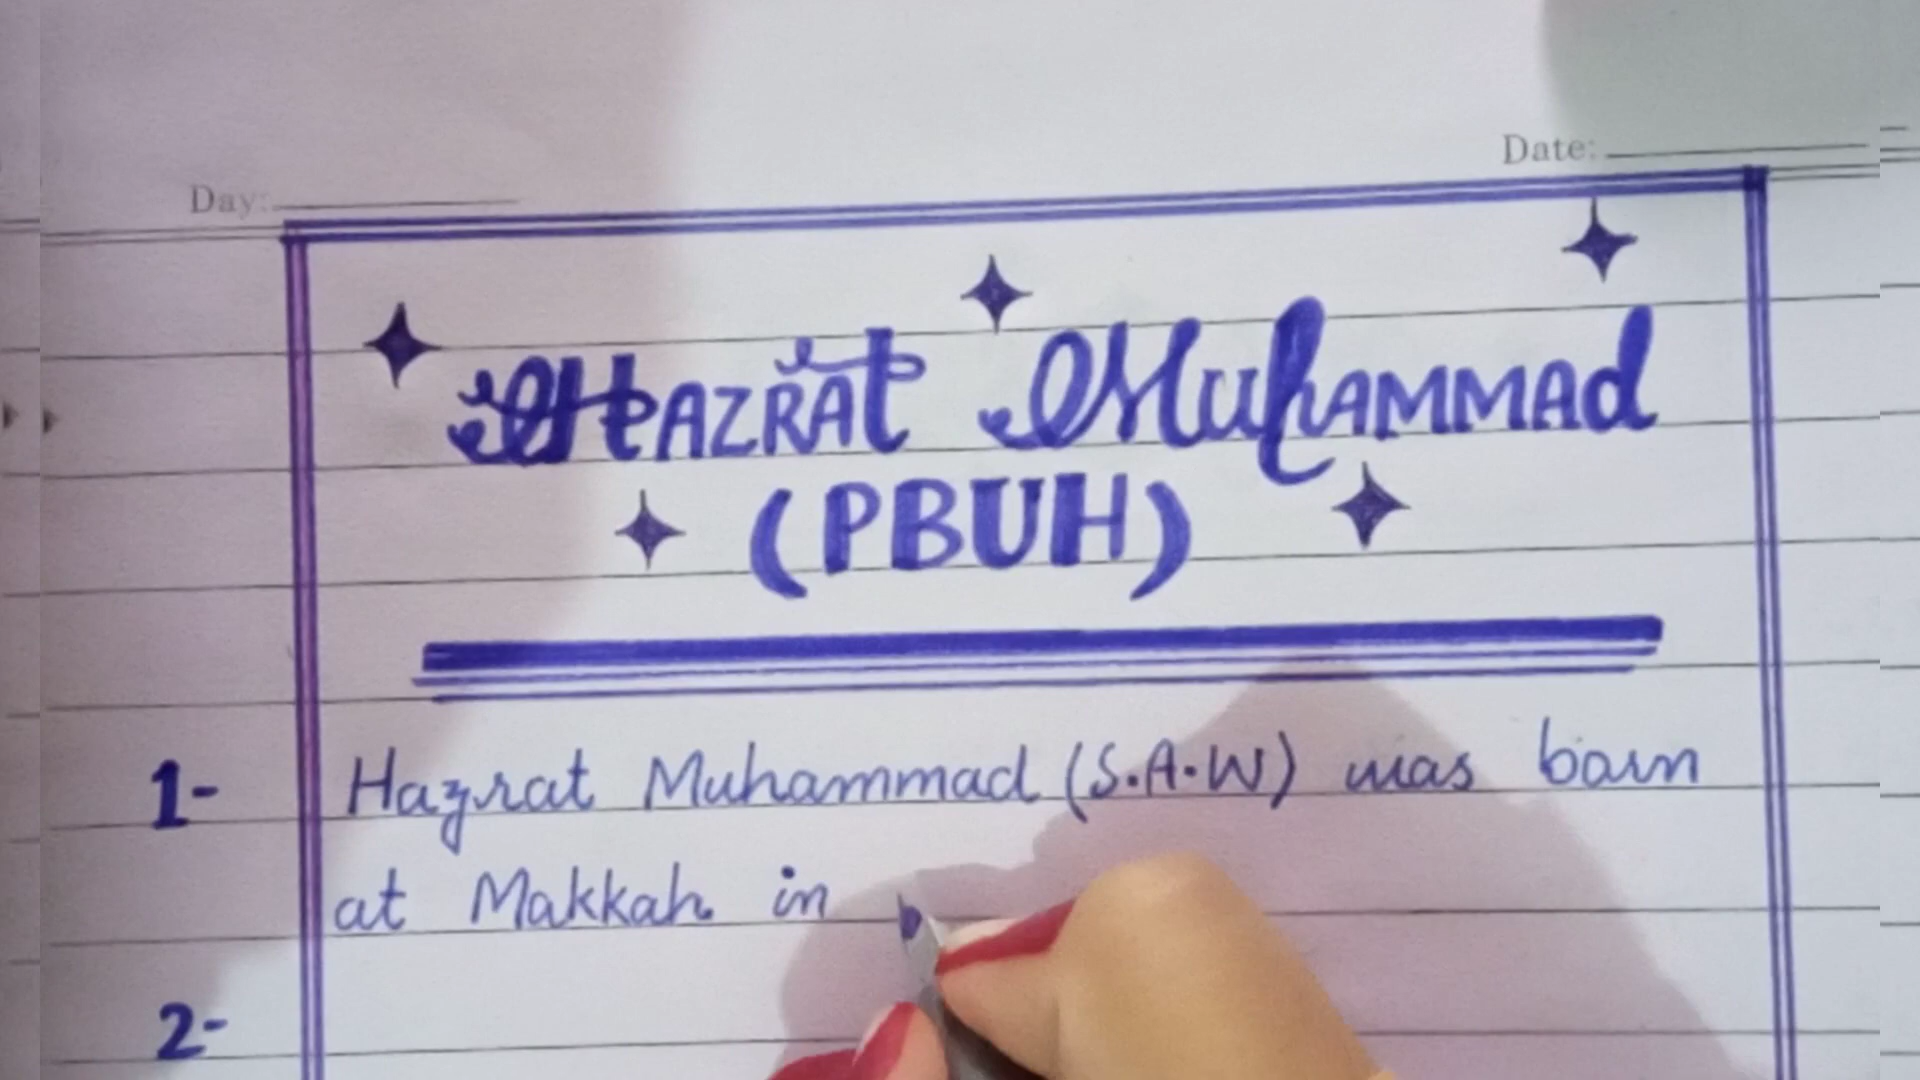 Day:
Date:
Hazrat Muhammad
(PBUH)
1- Hazrat Muhammad (S.A.W) was born
at Makkah in
2-